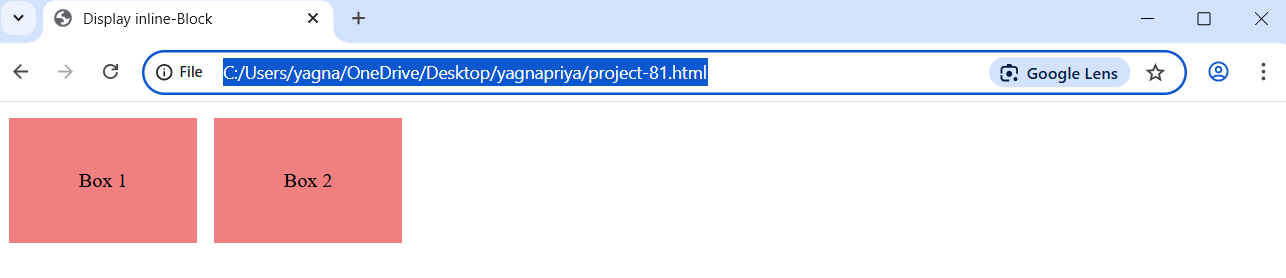 Display inline-Block
File C:/Users/yagna/OneDrive/Desktop/yagnapriya/project-81.html Google Lens
Box 1 Box 2